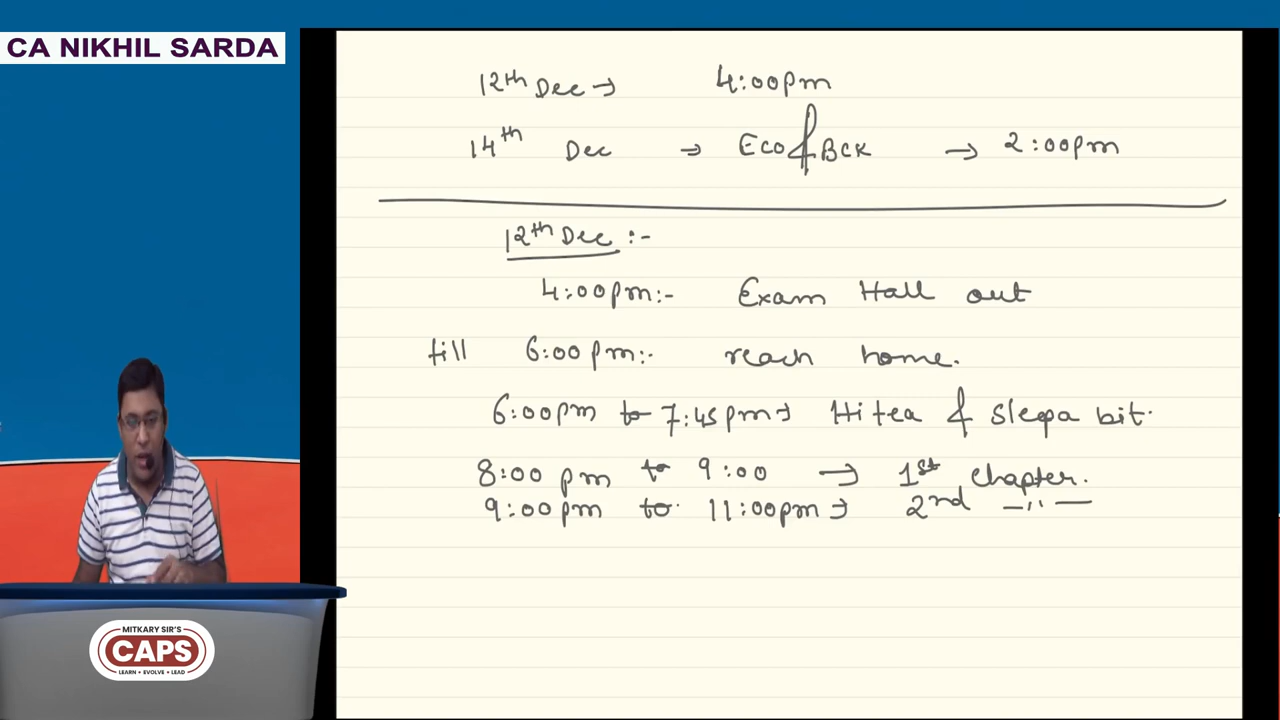 CA NIKHIL SARDA
12th Dec → 4:00pm
14th Dec → Eco & BCK → 2:00pm
12th Dec :-
4:00pm:- Exam Hall out
till 6:00pm:- reach home.
6:00pm to 7:45pm → Hi tea & Sleepa bit.
8:00 pm to 9:00 → 1st Chapter.
9:00pm to 11:00pm → 2nd —〃—
MITKARY SIR'S
CAPS
LEARN • EVOLVE • LEAD